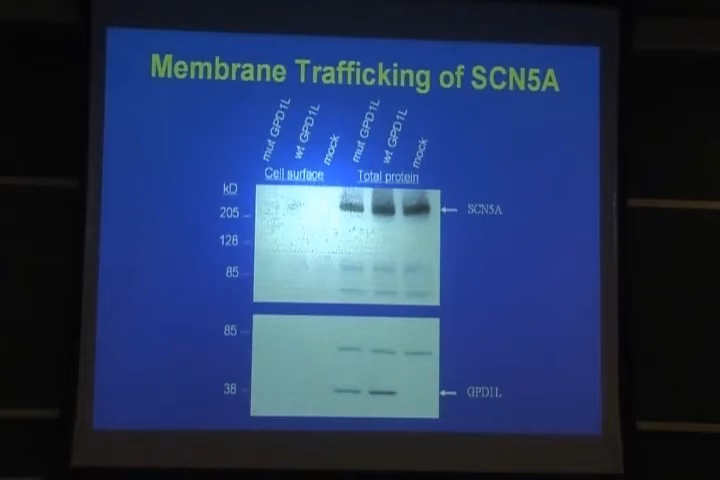 Membrane Trafficking of SCN5A
mut GPD1L wt GPD1L mock mut GPD1L wt GPD1L mock
Cell surface Total protein
kD
205
SCN5A
128
85
85
38
GPD1L